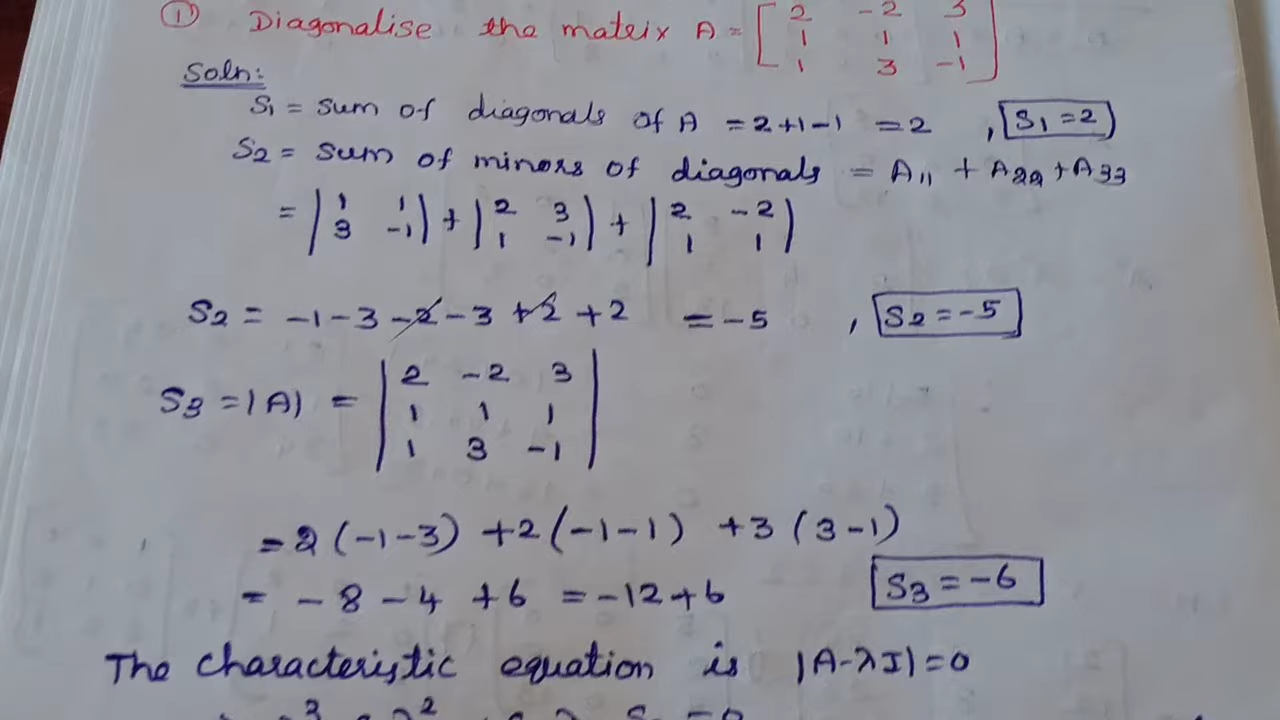 ① Diagonalise the matrix A = [ 2 -2 3
1 1 1
1 3 -1 ]
Soln:
S₁ = sum of diagonals of A = 2+1-1 = 2 , S₁ = 2
S₂ = sum of minors of diagonals = A₁₁ + A₂₂ + A₃₃
= | 1 1 | + | 2 3 | + | 2 -2 |
| 3 -1 | | 1 -1 | | 1 1 |
S₂ = -1 - 3 - 2 - 3 + 2 + 2 = -5 , S₂ = -5
S₃ = |A| = | 2 -2 3 |
| 1 1 1 |
| 1 3 -1 |
= 2 (-1-3) + 2 (-1-1) + 3 (3-1)
= -8 - 4 + 6 = -12+6 S₃ = -6
The characteristic equation is |A-λI| = 0